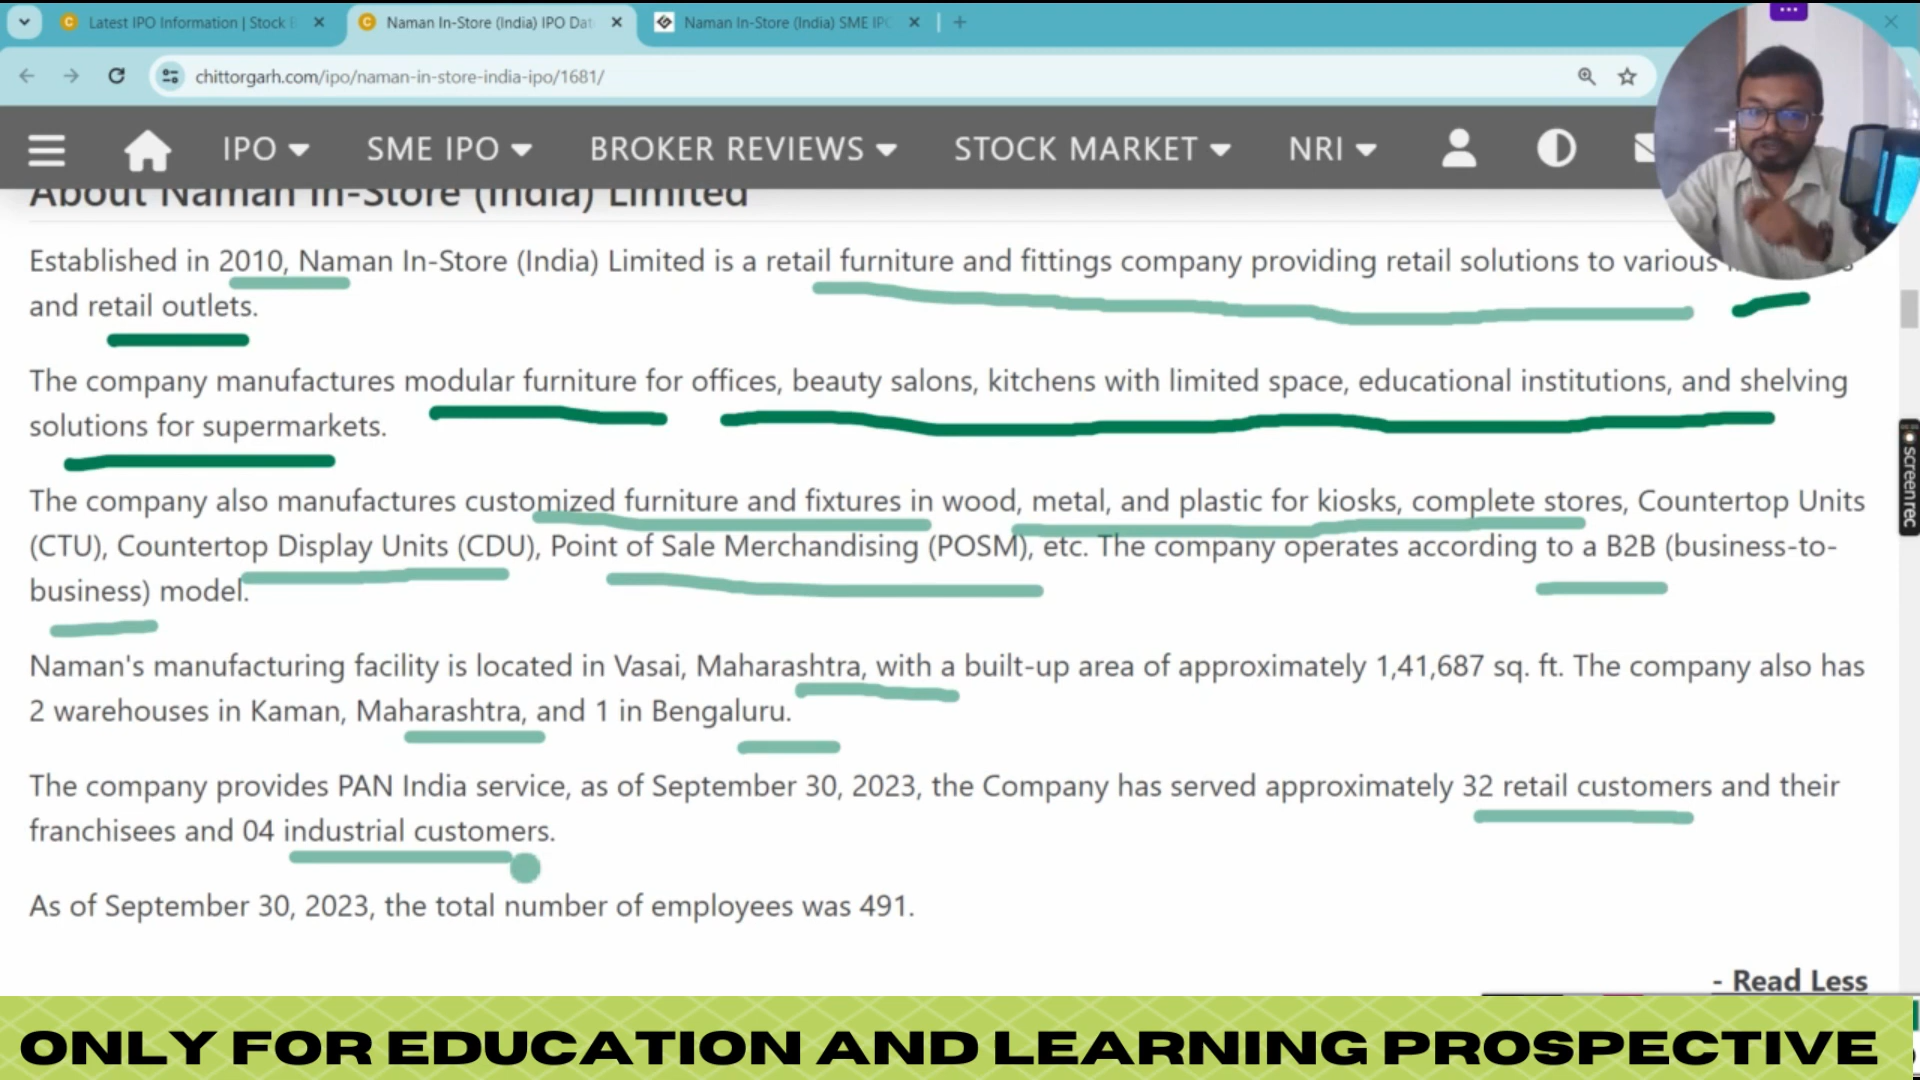 Latest IPO Information | Stock
Naman In-Store (India) IPO Dat
Naman In-Store (India) SME IPO
chittorgarh.com/ipo/naman-in-store-india-ipo/1681/
IPO SME IPO BROKER REVIEWS STOCK MARKET NRI
About Naman In-Store (India) Limited
Established in 2010, Naman In-Store (India) Limited is a retail furniture and fittings company providing retail solutions to various
and retail outlets.
The company manufactures modular furniture for offices, beauty salons, kitchens with limited space, educational institutions, and shelving
solutions for supermarkets.
The company also manufactures customized furniture and fixtures in wood, metal, and plastic for kiosks, complete stores, Countertop Units
(CTU), Countertop Display Units (CDU), Point of Sale Merchandising (POSM), etc. The company operates according to a B2B (business-to-
business) model.
Naman's manufacturing facility is located in Vasai, Maharashtra, with a built-up area of approximately 1,41,687 sq. ft. The company also has
2 warehouses in Kaman, Maharashtra, and 1 in Bengaluru.
The company provides PAN India service, as of September 30, 2023, the Company has served approximately 32 retail customers and their
franchisees and 04 industrial customers.
As of September 30, 2023, the total number of employees was 491.
- Read Less
screenrec
ONLY FOR EDUCATION AND LEARNING PROSPECTIVE